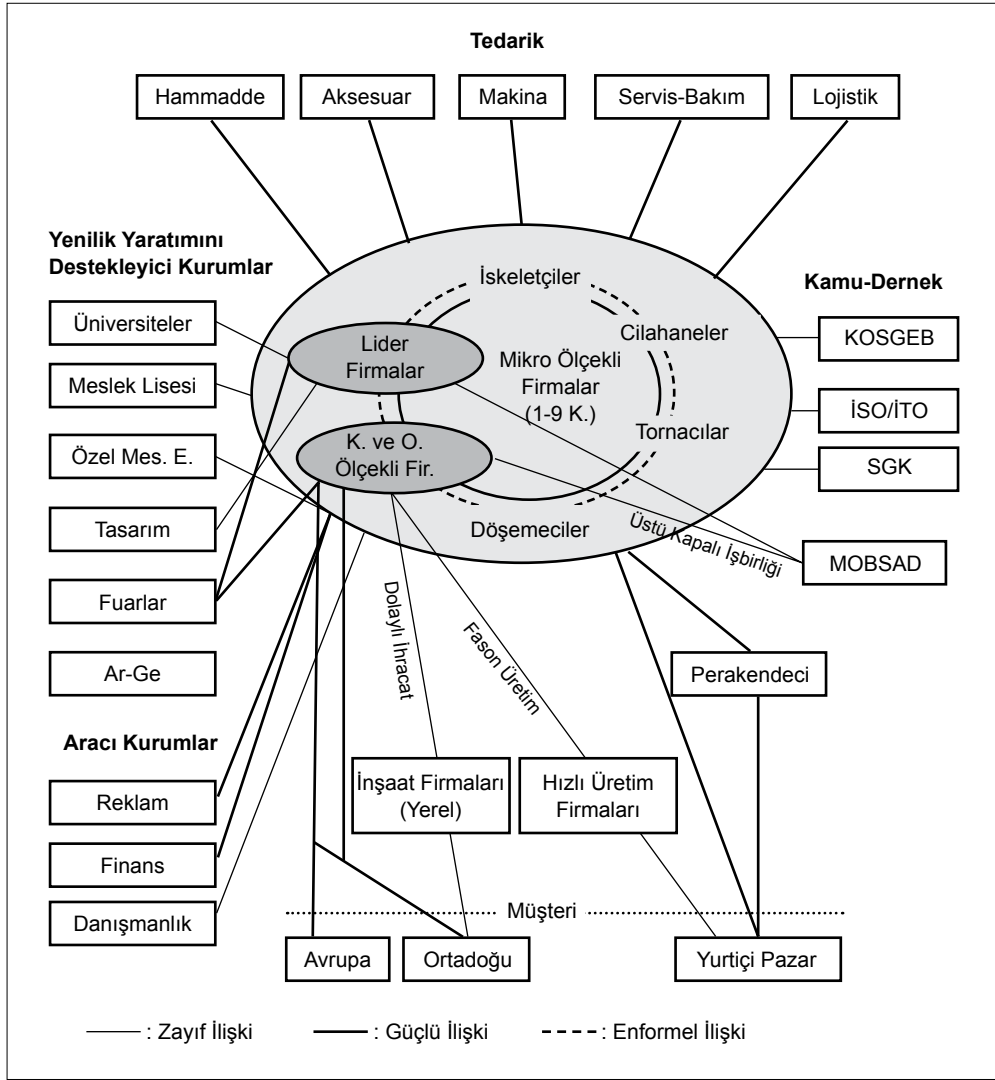 Tedarik
Hammadde
Aksesuar
Makina
Servis-Bakım
Lojistik
Yenilik Yaratımını
Destekleyici Kurumlar
Üniversiteler
Meslek Lisesi
Özel Mes. E.
Tasarım
Fuarlar
Ar-Ge
Aracı Kurumlar
Reklam
Finans
Danışmanlık
İskeletçiler
Cilahaneler
Lider
Firmalar
Mikro Ölçekli
Firmalar
(1-9 K.)
Tornacılar
K. ve O.
Ölçekli Fir.
Döşemeciler
Kamu-Dernek
KOSGEB
İSO/İTO
SGK
MOBSAD
Üstü Kapalı İşbirliği
Dolaylı İhracat
Fason Üretim
Perakendeci
İnşaat Firmaları
(Yerel)
Hızlı Üretim
Firmaları
Müşteri
Avrupa
Ortadoğu
Yurtiçi Pazar
: Zayıf İlişki
: Güçlü İlişki
: Enformel İlişki